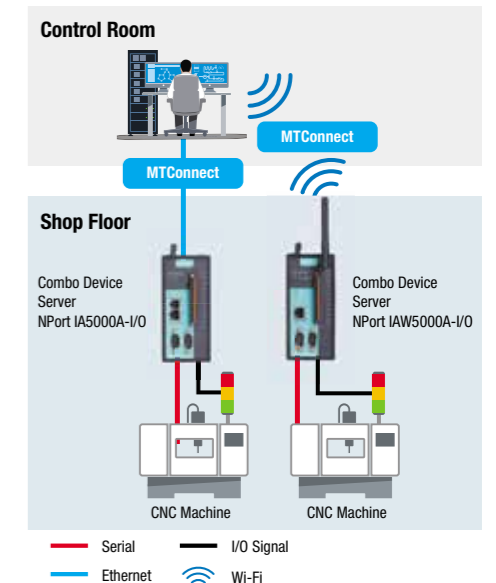 Control Room
MTConnect
MTConnect
Shop Floor
Combo Device
Server
NPort IA5000A-I/O
Combo Device
Server
NPort IAW5000A-I/O
CNC Machine
CNC Machine
Serial
I/O Signal
Ethernet
Wi-Fi